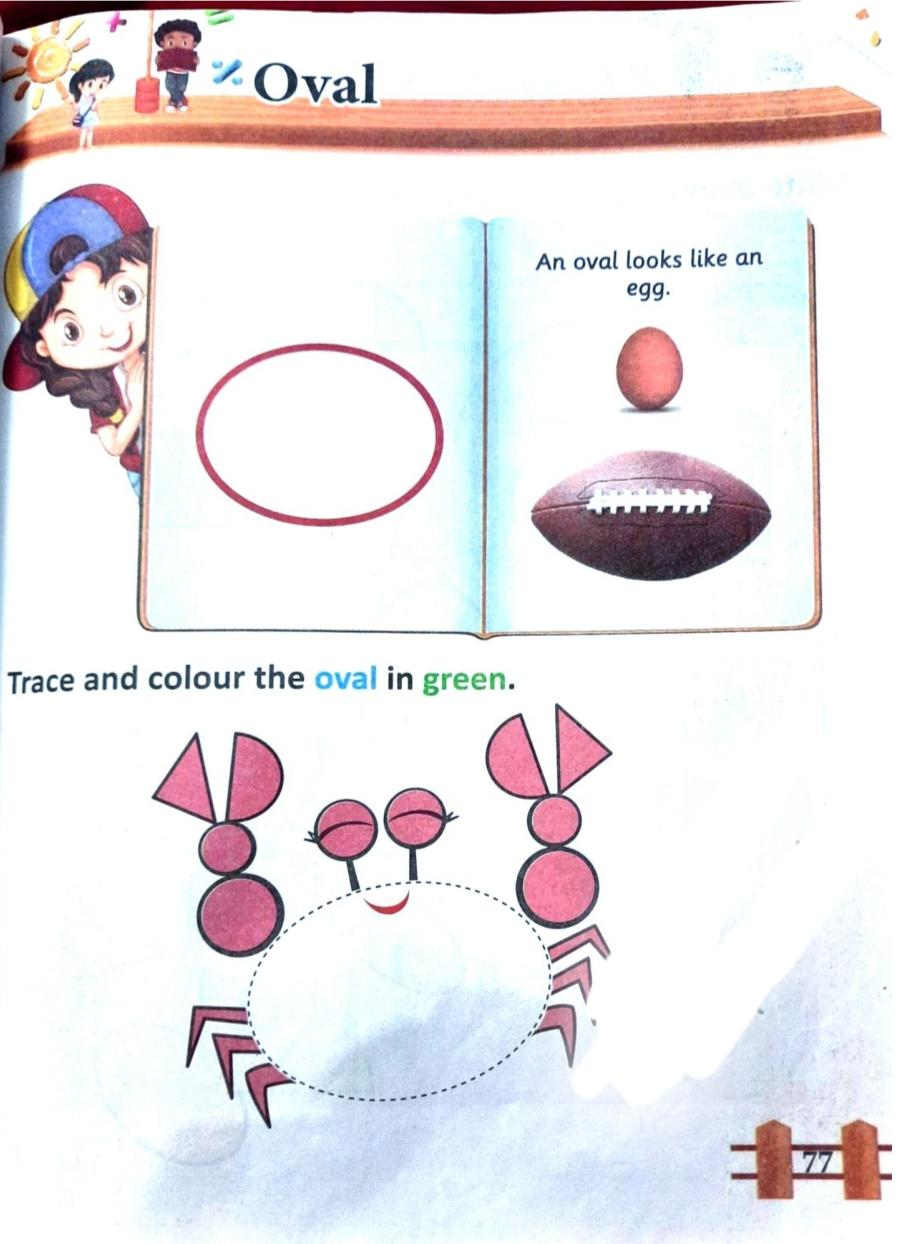 Oval
An oval looks like an
egg.
Trace and colour the oval in green.
77